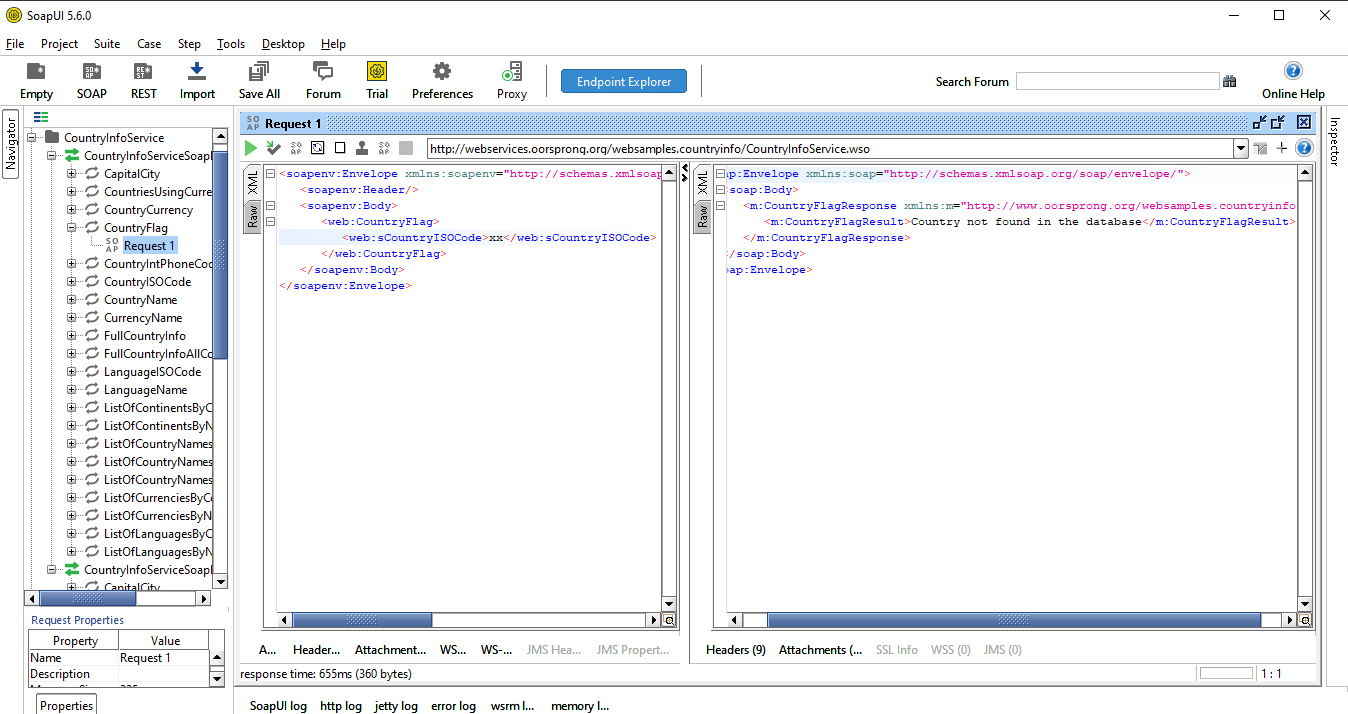 SoapUI 5.6.0
File Project Suite Case Step Tools Desktop Help
Empty SOAP REST Import Save All Forum Trial Preferences Proxy Endpoint Explorer Search Forum Online Help
Navigator
CountryInfoService
CountryInfoServiceSoapl
CapitalCity
CountriesUsingCurre
CountryCurrency
CountryFlag
Request 1
CountryIntPhoneCod
CountryISOCode
CountryName
CurrencyName
FullCountryInfo
FullCountryInfoAllCo
LanguageISOCode
LanguageName
ListOfContinentsByC
ListOfContinentsByN
ListOfCountryNames
ListOfCountryNames
ListOfCountryNames
ListOfCurrenciesByCo
ListOfCurrenciesByN
ListOfLanguagesByC
ListOfLanguagesByN
CountryInfoServiceSoapl
CapitalCity
Request Properties
Property Value
Name Request 1
Description
Properties
SOAP Request 1
http://webservices.oorsprong.org/websamples.countryinfo/CountryInfoService.wso
XML
Raw
<soapenv:Envelope xmlns:soapenv="http://schemas.xmlsoap
<soapenv:Header/>
<soapenv:Body>
<web:CountryFlag>
<web:sCountryISOCode>xx</web:sCountryISOCode>
</web:CountryFlag>
</soapenv:Body>
</soapenv:Envelope>
A... Header... Attachment... WS... WS-... JMS Hea... JMS Propert...
XML
Raw
ap:Envelope xmlns:soap="http://schemas.xmlsoap.org/soap/envelope/">
soap:Body>
<m:CountryFlagResponse xmlns:m="http://www.oorsprong.org/websamples.countryinfo
<m:CountryFlagResult>Country not found in the database</m:CountryFlagResult>
</m:CountryFlagResponse>
/soap:Body>
oap:Envelope>
Headers (9) Attachments (... SSL Info WSS (0) JMS (0)
response time: 655ms (360 bytes)
1 : 1
Inspector
SoapUI log http log jetty log error log wsrm l... memory l...